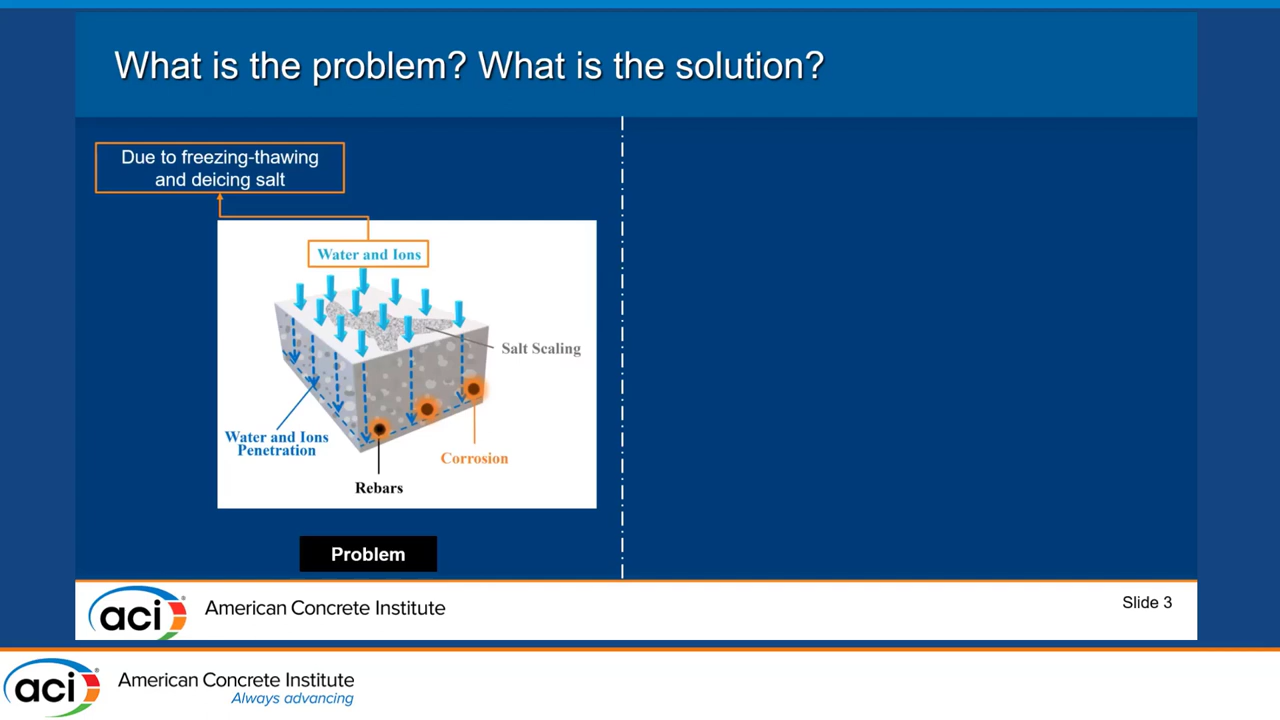 What is the problem? What is the solution?
Due to freezing-thawing
and deicing salt
Water and Ions
Salt Scaling
Water and Ions
Penetration
Corrosion
Rebars
Problem
aci
American Concrete Institute
Slide 3
aci
American Concrete Institute
Always advancing